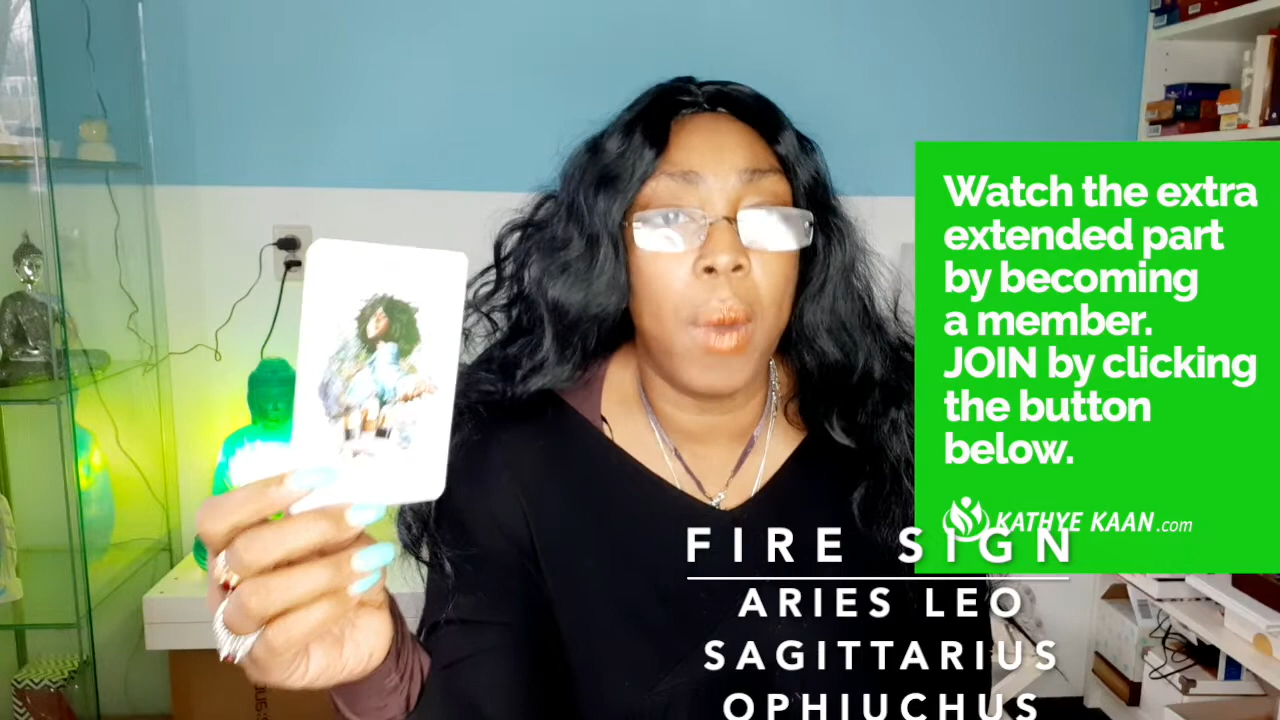 Watch the extra
extended part
by becoming
a member.
JOIN by clicking
the button
below.
KATHYE KAAN.com
FIRE SIGN
ARIES LEO
SAGITTARIUS
OPHIUCHUS